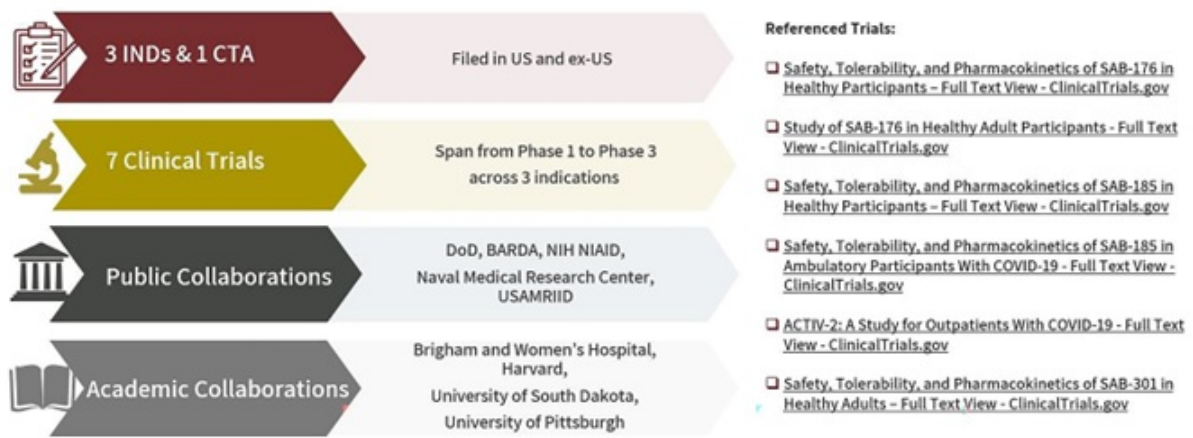 3 INDs & 1 CTA
Filed in US and ex-US
7 Clinical Trials
Span from Phase 1 to Phase 3
across 3 indications
Public Collaborations
DoD, BARDA, NIH NIAID,
Naval Medical Research Center,
USAMRIID
Academic Collaborations
Brigham and Women's Hospital,
Harvard,
University of South Dakota,
University of Pittsburgh
Referenced Trials:
Safety, Tolerability, and Pharmacokinetics of SAB-176 in
Healthy Participants – Full Text View - ClinicalTrials.gov
Study of SAB-176 in Healthy Adult Participants - Full Text
View - ClinicalTrials.gov
Safety, Tolerability, and Pharmacokinetics of SAB-185 in
Healthy Participants – Full Text View - ClinicalTrials.gov
Safety, Tolerability, and Pharmacokinetics of SAB-185 in
Ambulatory Participants With COVID-19 - Full Text View -
ClinicalTrials.gov
ACTIV-2: A Study for Outpatients With COVID-19 - Full Text
View - ClinicalTrials.gov
Safety, Tolerability, and Pharmacokinetics of SAB-301 in
Healthy Adults – Full Text View - ClinicalTrials.gov